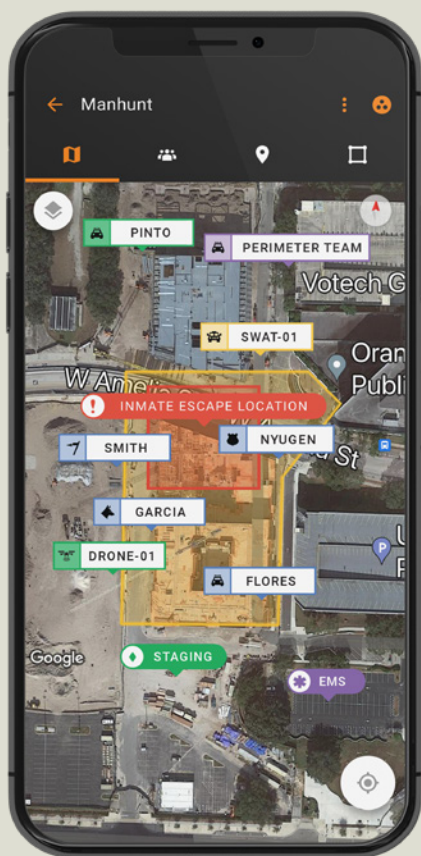 Manhunt
PINTO
PERIMETER TEAM
Votech G
SWAT-01
Oran
Publi
W Amelia
INMATE ESCAPE LOCATION
SMITH
NYUGEN
St
GARCIA
DRONE-01
P
FLORES
Google
STAGING
EMS